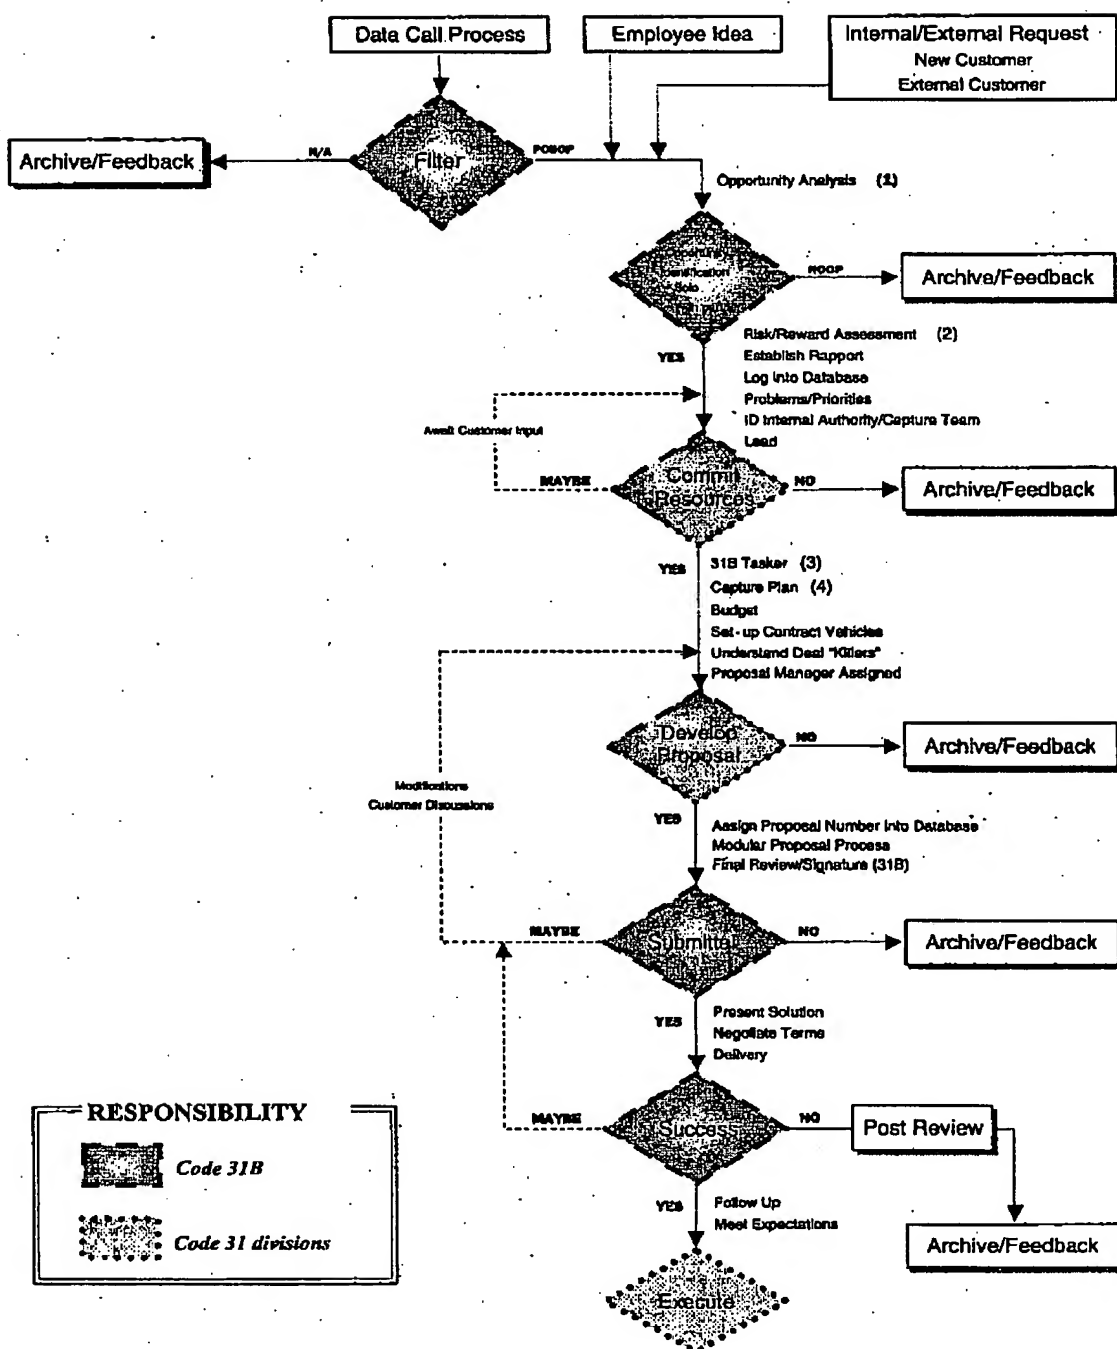 Data Call Process
Employee Idea
Internal/External Request
New Customer
External Customer
Archive/Feedback
N/A
Filter
POSOP
Opportunity Analysis (1)
Identification
Solo
NOOP
Archive/Feedback
YES
Risk/Reward Assessment (2)
Establish Rapport
Log Into Database
Problems/Priorities
ID Internal Authority/Capture Team
Lead
Await Customer Input
MAYBE
Commit
Resources
NO
Archive/Feedback
YES
31B Tasker (3)
Capture Plan (4)
Budget
Set-up Contract Vehicles
Understand Deal "Killers"
Proposal Manager Assigned
Develop
Proposal
NO
Archive/Feedback
Modifications
Customer Discussions
YES
Assign Proposal Number Into Database
Modular Proposal Process
Final Review/Signature (31B)
MAYBE
Submittal
NO
Archive/Feedback
YES
Present Solution
Negotiate Terms
Delivery
MAYBE
Success
NO
Post Review
YES
Follow Up
Meet Expectations
Archive/Feedback
Execute
RESPONSIBILITY
Code 31B
Code 31 divisions